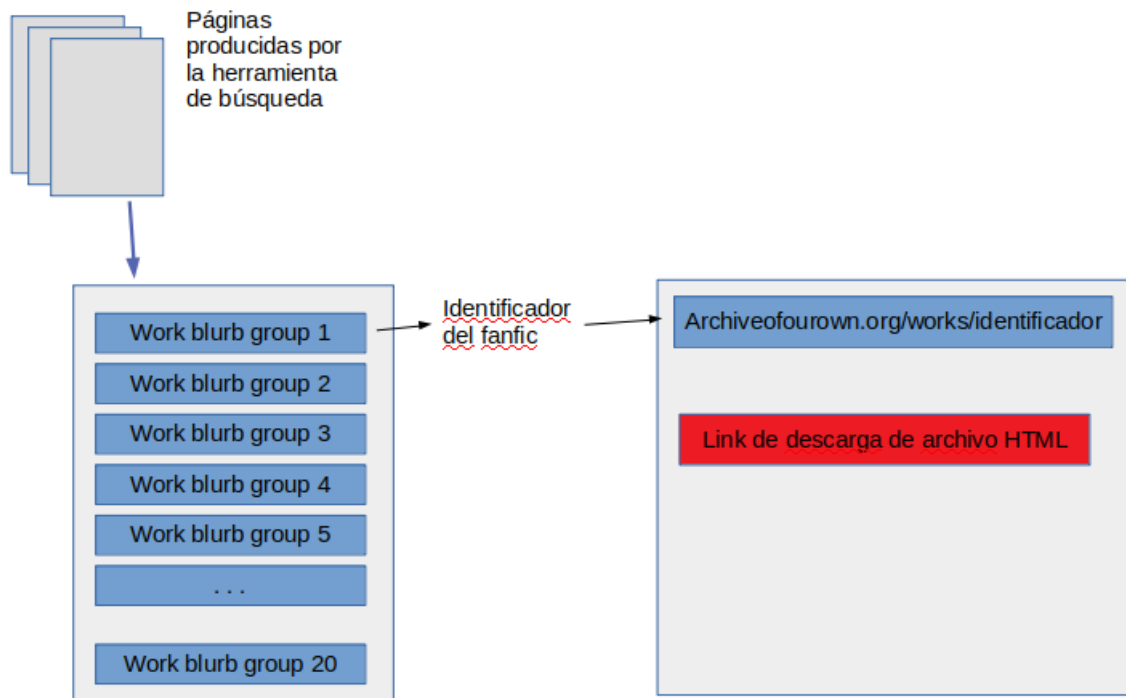 Páginas
producidas por
la herramienta
de búsqueda
Work blurb group 1
Work blurb group 2
Work blurb group 3
Work blurb group 4
Work blurb group 5
. . .
Work blurb group 20
Identificador
del fanfic
Archiveofourown.org/works/identificador
Link de descarga de archivo HTML